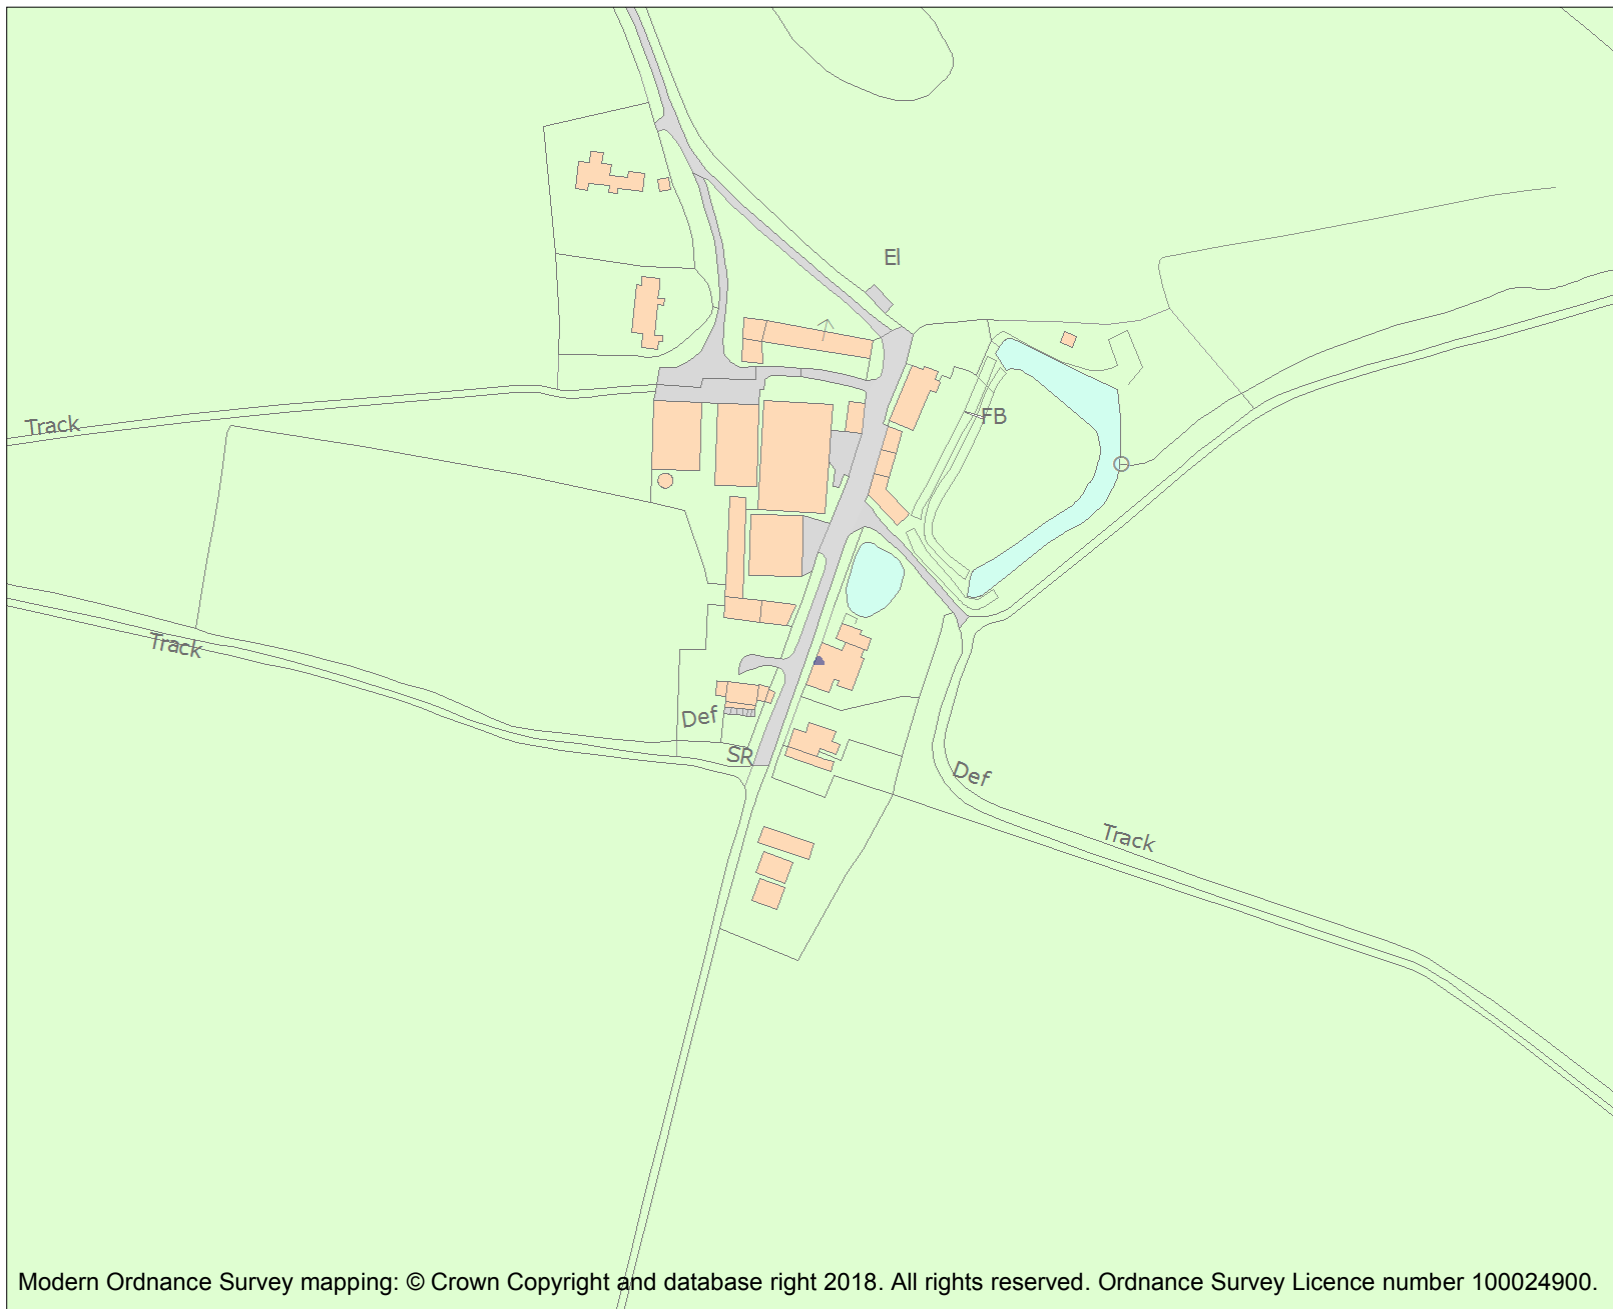 El
FB
Track
Track
Def
SR
Def
Track
Modern Ordnance Survey mapping: © Crown Copyright and database right 2018. All rights reserved. Ordnance Survey Licence number 100024900.